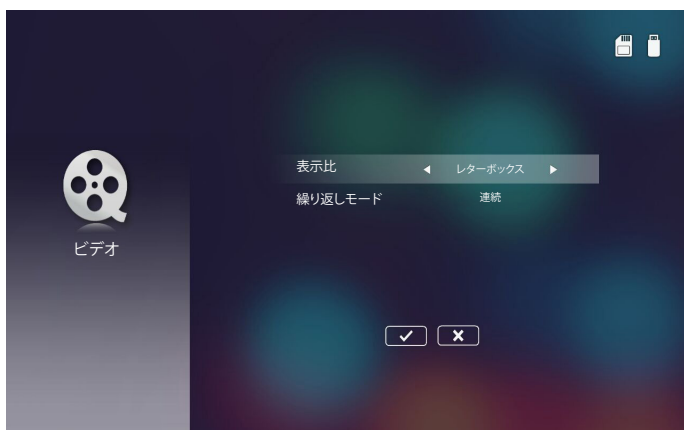 表示比 レターボックス
繰り返しモード 連続
ビデオ